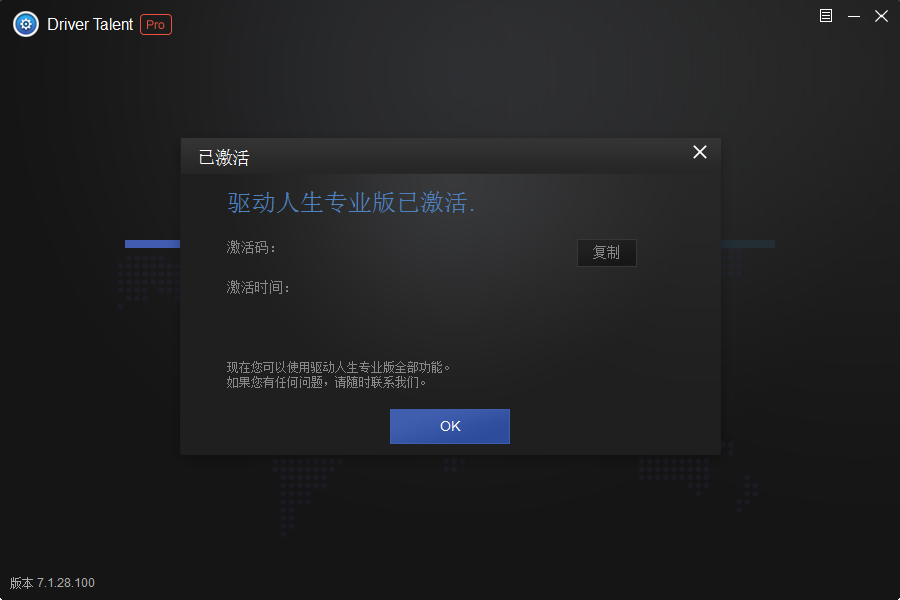 Driver Talent Pro
已激活
驱动人生专业版已激活.
激活码：
复制
激活时间：
现在您可以使用驱动人生专业版全部功能。
如果您有任何问题，请随时联系我们。
OK
版本 7.1.28.100